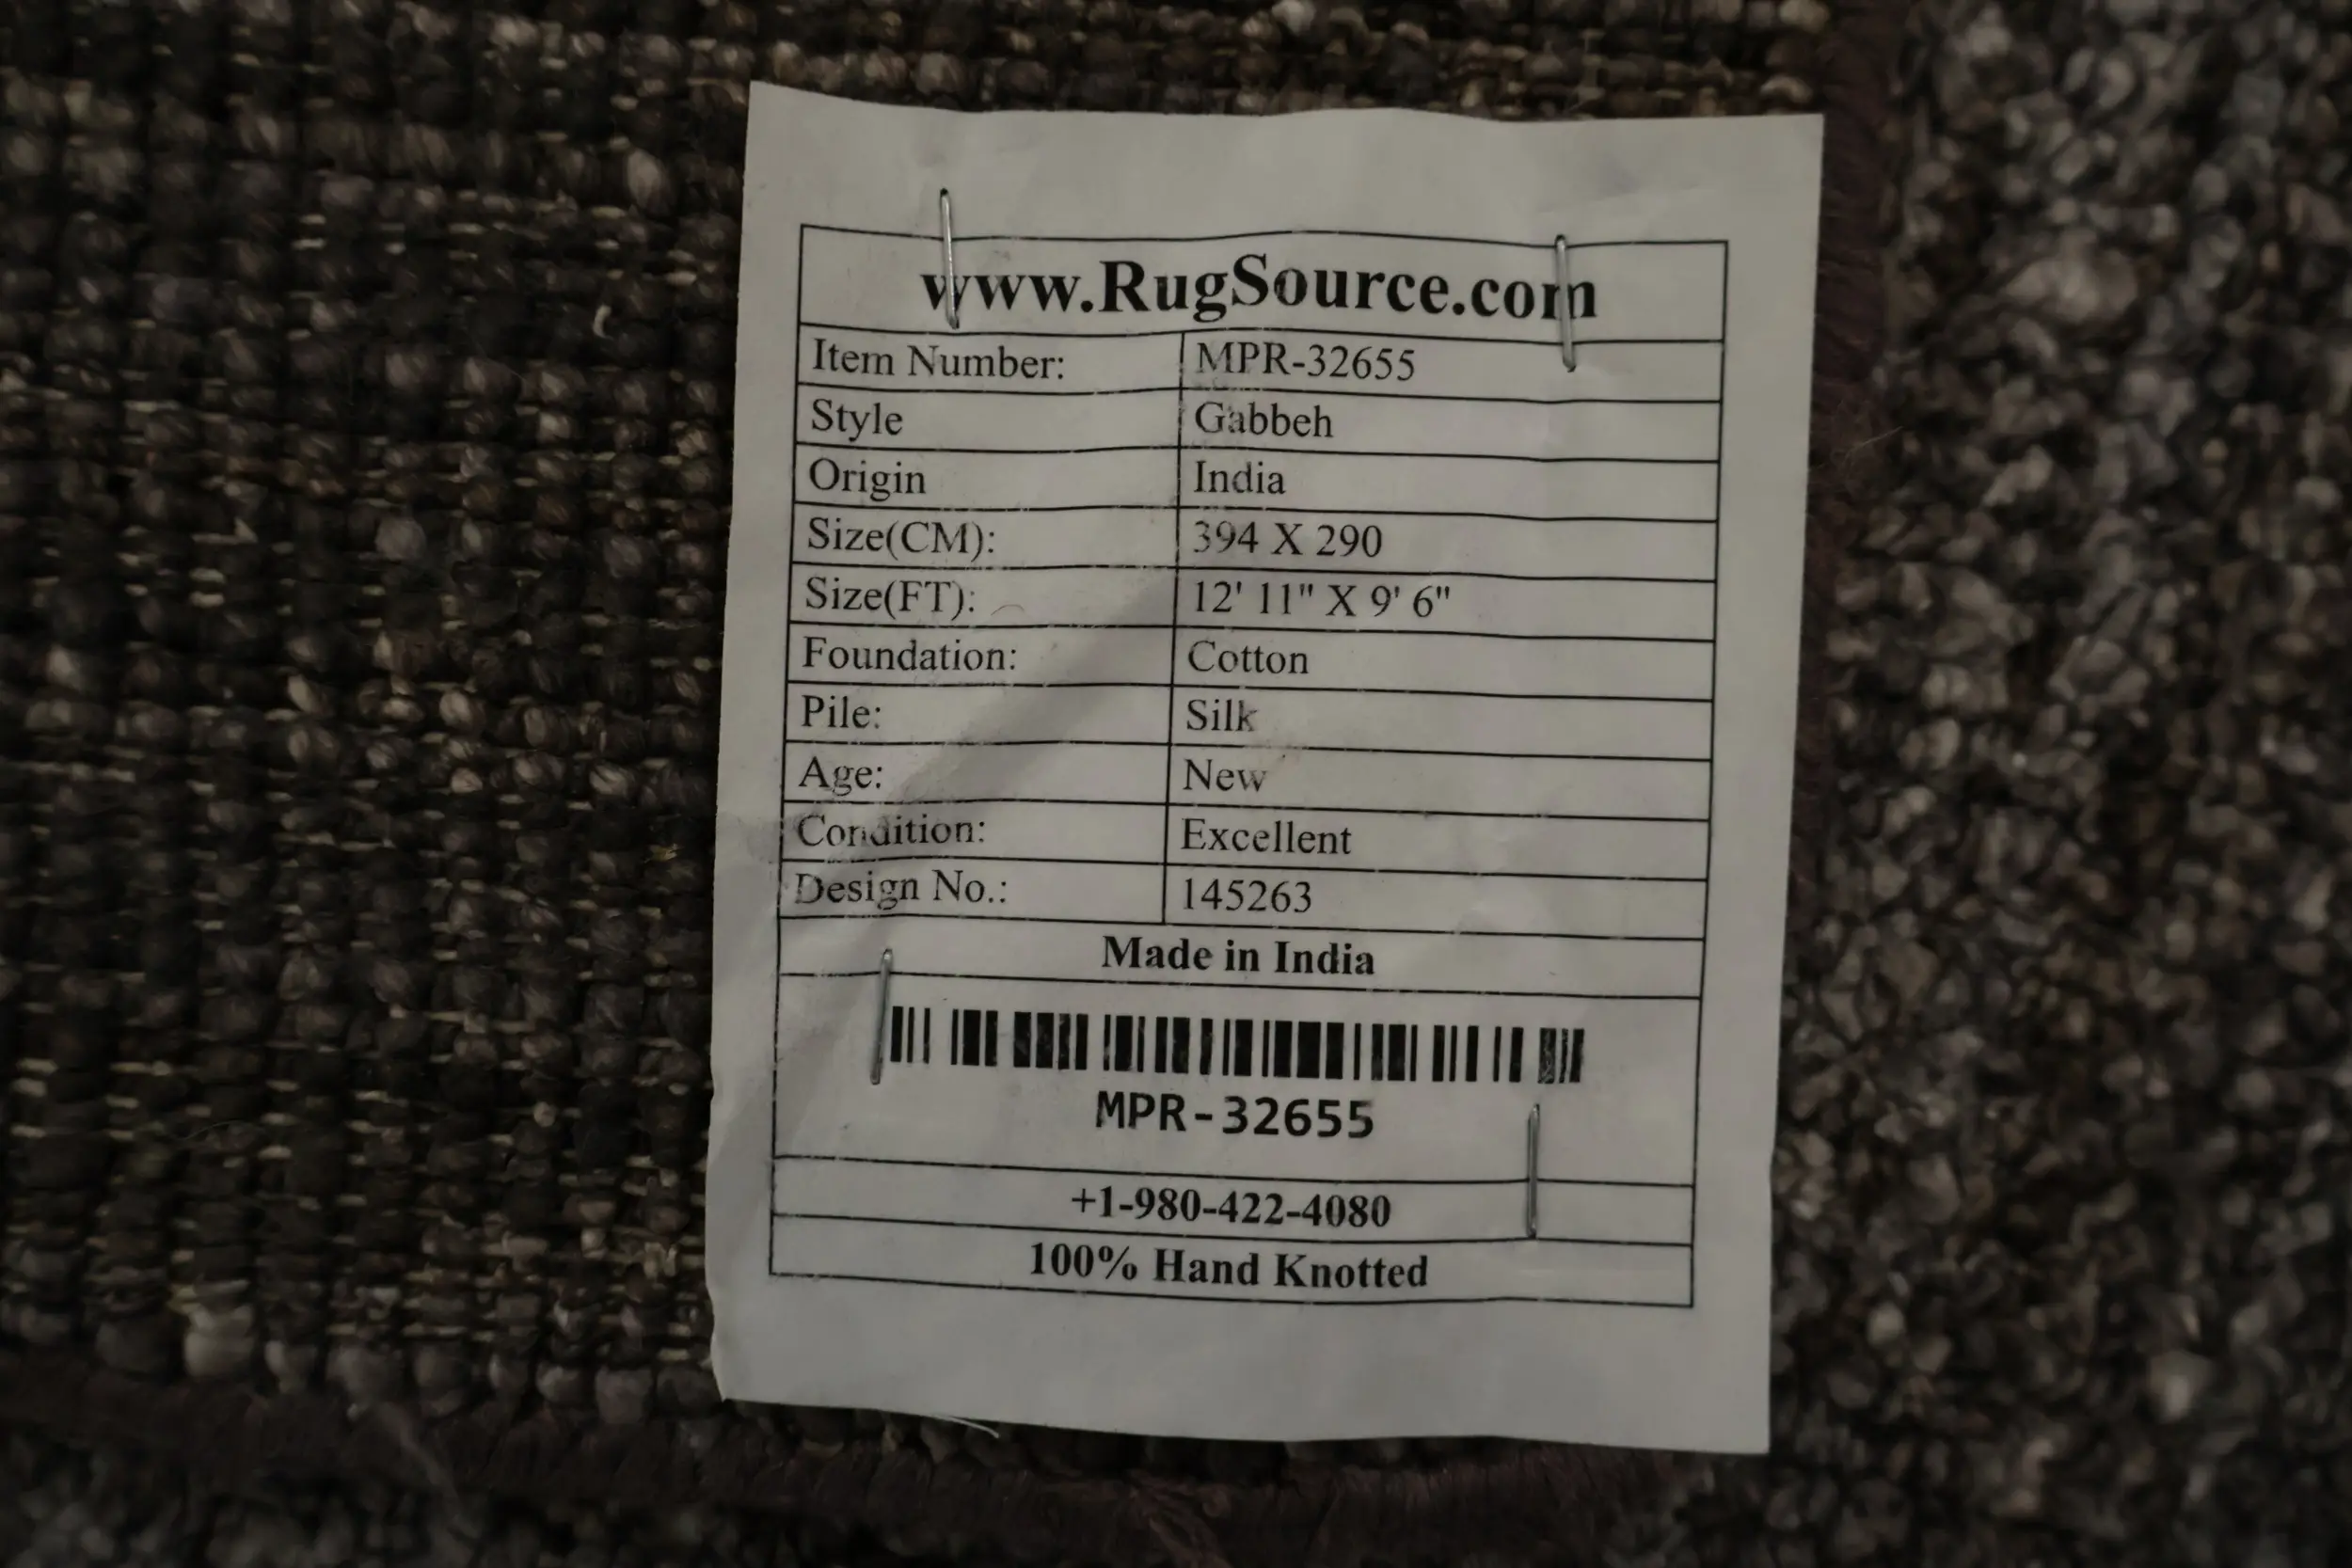 www.RugSource.com
Item Number: MPR-32655
Style Gabbeh
Origin India
Size(CM): 394 X 290
Size(FT): 12' 11" X 9' 6"
Foundation: Cotton
Pile: Silk
Age: New
Condition: Excellent
Design No.: 145263
Made in India
MPR-32655
+1-980-422-4080
100% Hand Knotted